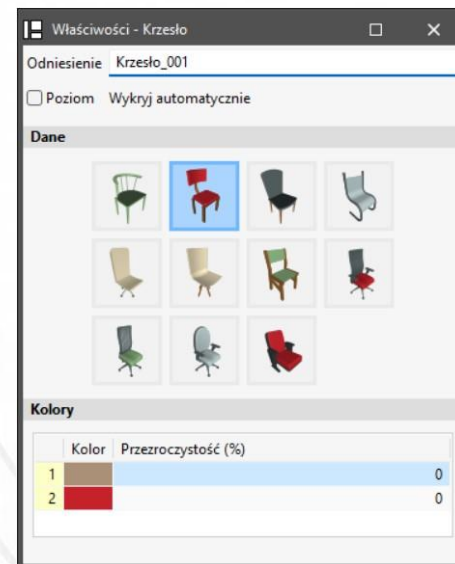 Właściwości - Krzesło
Odniesienie Krzesło_001
Poziom Wykryj automatycznie
Dane
Kolory
Kolor Przezroczystość (%)
1 0
2 0